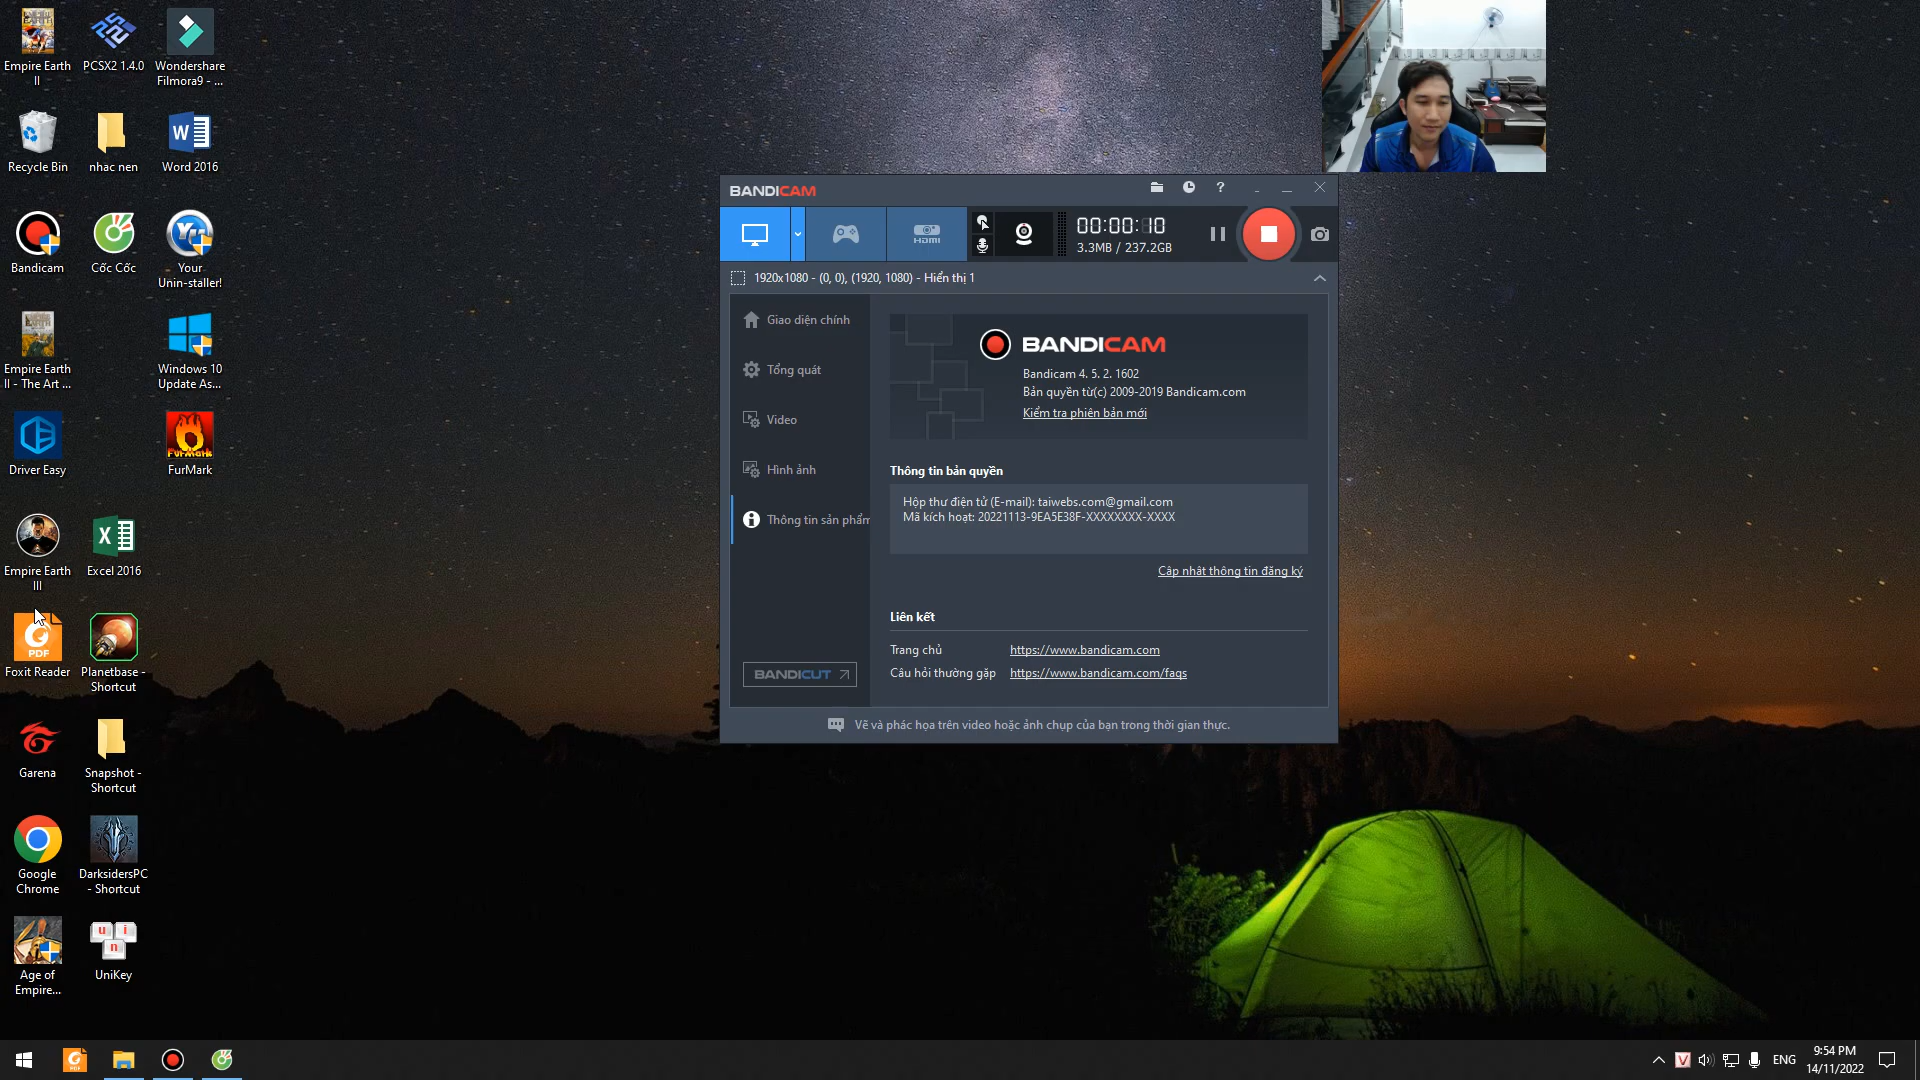 Empire Earth
II
PCSX2 1.4.0
Wondershare
Filmora9 - ...
Recycle Bin
nhac nen
Word 2016
Bandicam
Cốc Cốc
Your
Unin-staller!
Empire Earth
II - The Art ...
Windows 10
Update As...
Driver Easy
FurMark
Empire Earth
III
Excel 2016
Foxit Reader
Planetbase -
Shortcut
Garena
Snapshot -
Shortcut
Google
Chrome
DarksidersPC
- Shortcut
Age of
Empire...
UniKey
BANDICAM
HDMI
00:00:10
3.3MB / 237.2GB
1920x1080 - (0, 0), (1920, 1080) - Hiển thị 1
Giao diện chính
Tổng quát
Video
Hình ảnh
Thông tin sản phẩm
BANDICUT
BANDICAM
Bandicam 4. 5. 2. 1602
Bản quyền từ(c) 2009-2019 Bandicam.com
Kiểm tra phiên bản mới
Thông tin bản quyền
Hộp thư điện tử (E-mail): taiwebs.com@gmail.com
Mã kích hoạt: 20221113-9EA5E38F-XXXXXXXX-XXXX
Cập nhật thông tin đăng ký
Liên kết
Trang chủ https://www.bandicam.com
Câu hỏi thường gặp https://www.bandicam.com/faqs
Vẽ và phác họa trên video hoặc ảnh chụp của bạn trong thời gian thực.
ENG
9:54 PM
14/11/2022